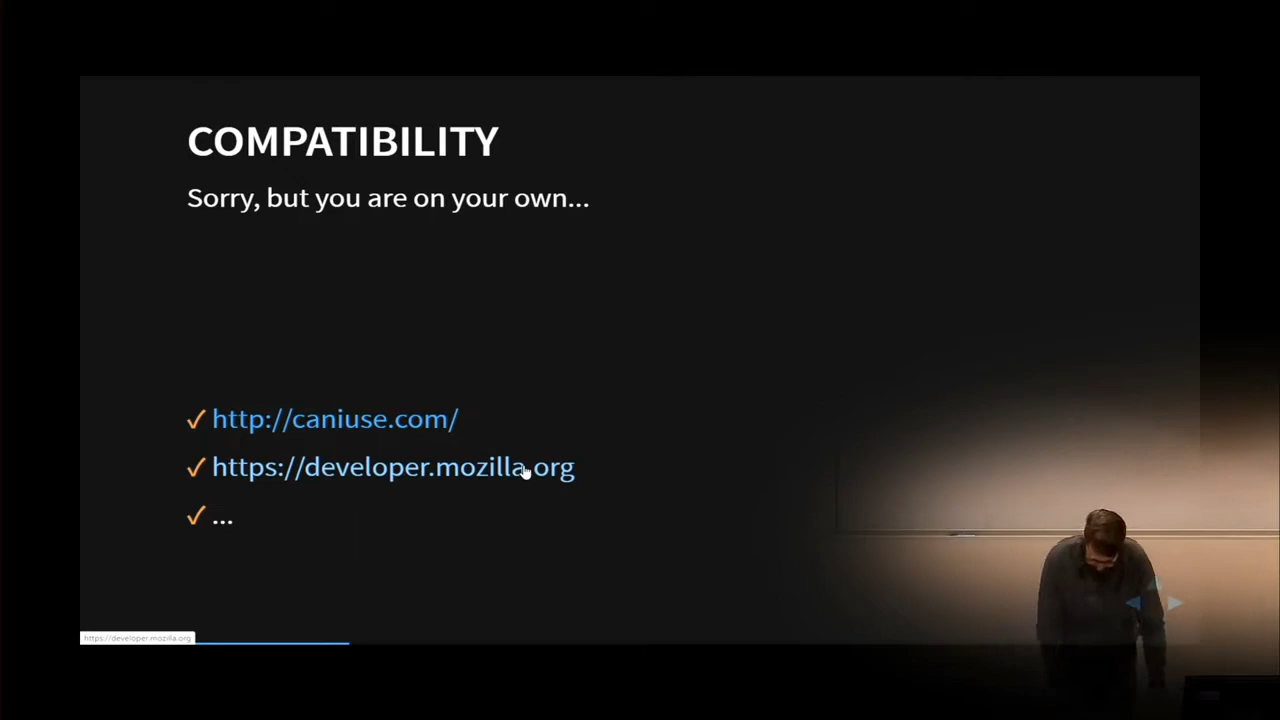 COMPATIBILITY
Sorry, but you are on your own...
✓ http://caniuse.com/
✓ https://developer.mozilla.org
✓ ...
https://developer.mozilla.org